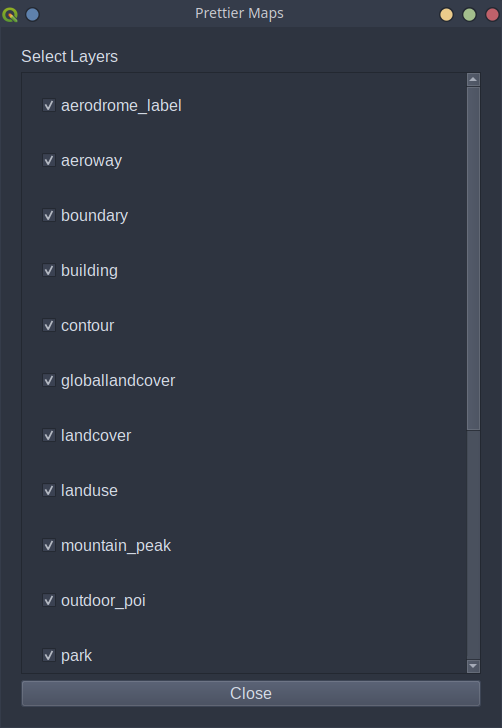 Prettier Maps
Select Layers
aerodrome_label
aeroway
boundary
building
contour
globallandcover
landcover
landuse
mountain_peak
outdoor_poi
park
Close